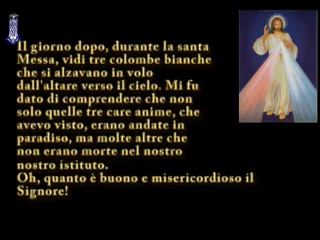 Il giorno dopo, durante la santa
Messa, vidi tre colombe bianche
che si alzavano in volo
dall'altare verso il cielo. Mi fu
dato di comprendere che non
solo quelle tre care anime, che
avevo visto, erano andate in
paradiso, ma molte altre che
non erano morte nel nostro
nostro istituto.
Oh, quanto è buono e misericordioso il
Signore!